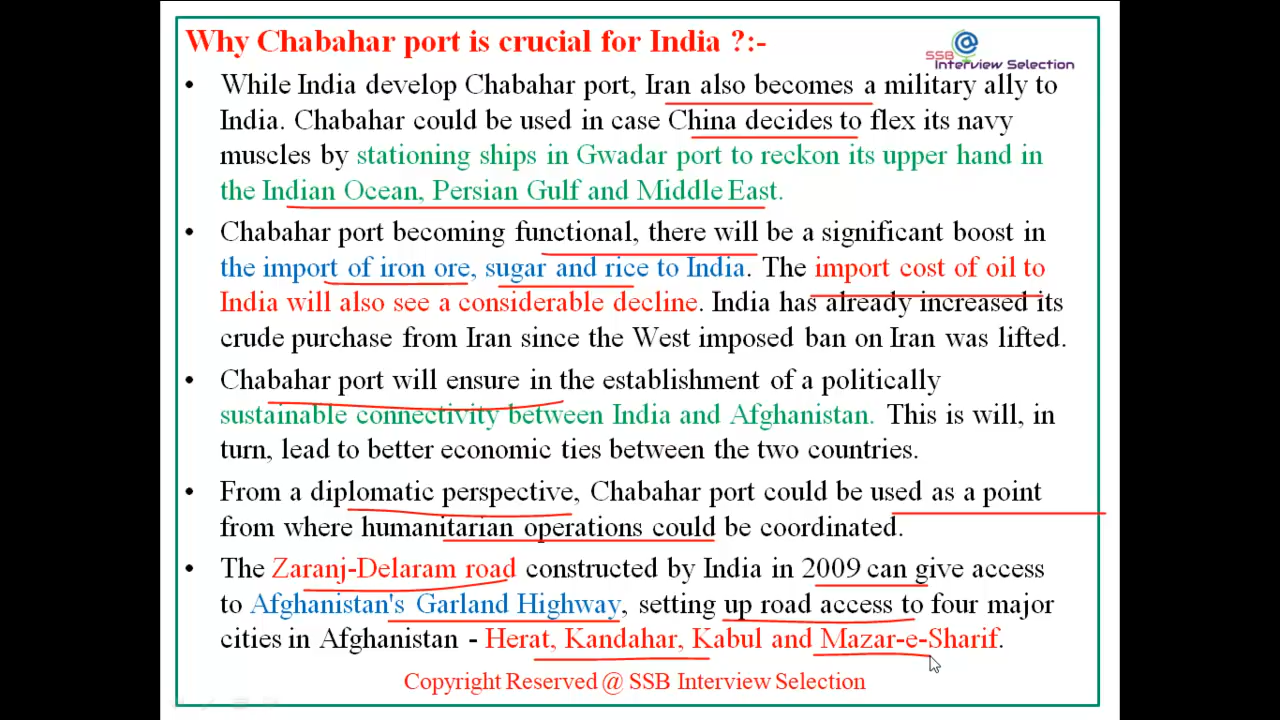 Why Chabahar port is crucial for India ?:-
SSB
Interview Selection
• While India develop Chabahar port, Iran also becomes a military ally to
India. Chabahar could be used in case China decides to flex its navy
muscles by stationing ships in Gwadar port to reckon its upper hand in
the Indian Ocean, Persian Gulf and Middle East.
• Chabahar port becoming functional, there will be a significant boost in
the import of iron ore, sugar and rice to India. The import cost of oil to
India will also see a considerable decline. India has already increased its
crude purchase from Iran since the West imposed ban on Iran was lifted.
• Chabahar port will ensure in the establishment of a politically
sustainable connectivity between India and Afghanistan. This is will, in
turn, lead to better economic ties between the two countries.
• From a diplomatic perspective, Chabahar port could be used as a point
from where humanitarian operations could be coordinated.
• The Zaranj-Delaram road constructed by India in 2009 can give access
to Afghanistan's Garland Highway, setting up road access to four major
cities in Afghanistan - Herat, Kandahar, Kabul and Mazar-e-Sharif.
Copyright Reserved @ SSB Interview Selection